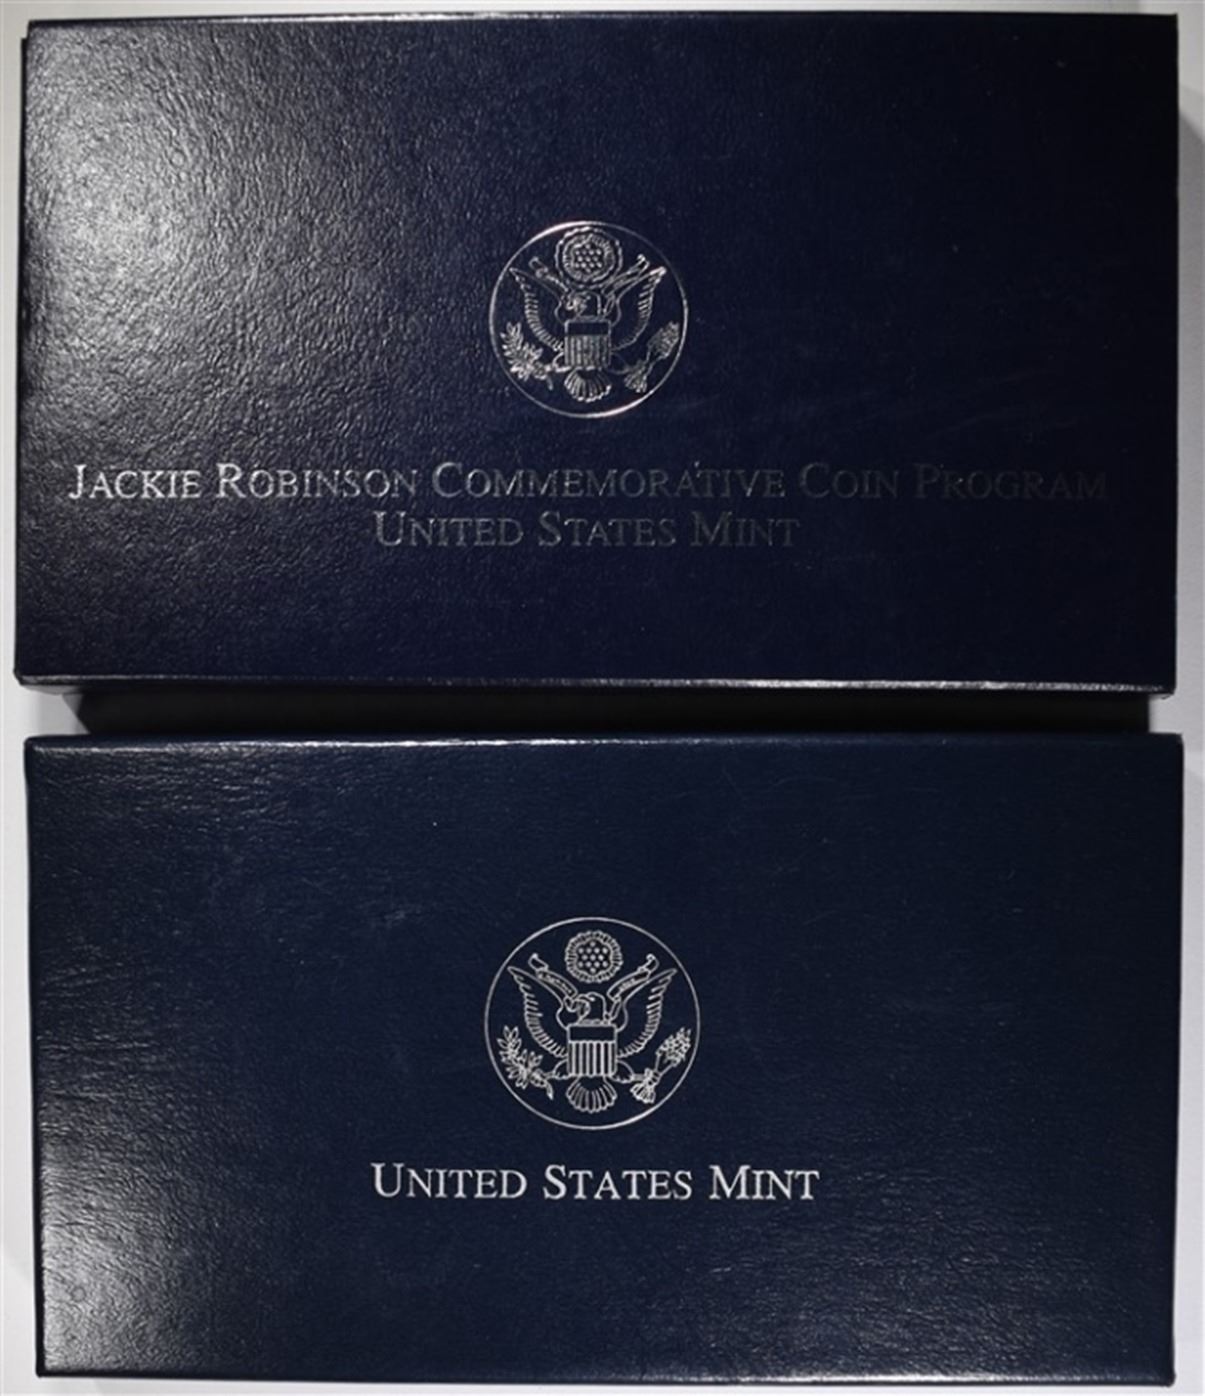 JACKIE ROBINSON COMMEMORATIVE COIN PROGRAM
UNITED STATES MINT
UNITED STATES MINT